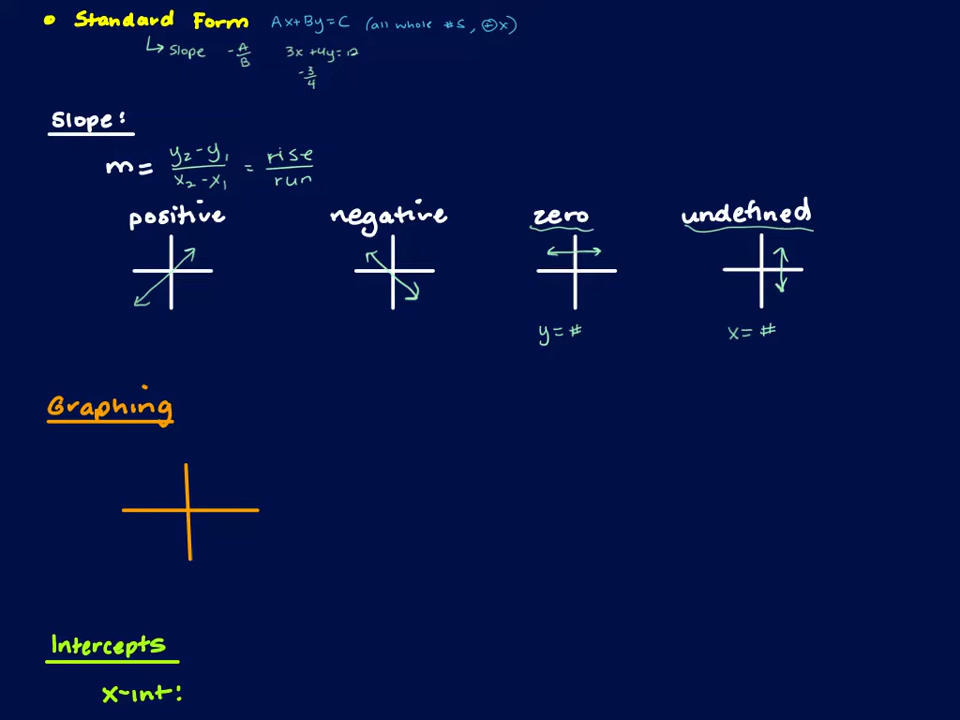 • Standard Form Ax+By=C (all whole #s, ⊕x)
↳ Slope -A/B 3x+4y=12
-3/4
Slope:
m = y₂-y₁/x₂-x₁ = rise/run
positive negative zero undefined
y=# x=#
Graphing
Intercepts
x-int: